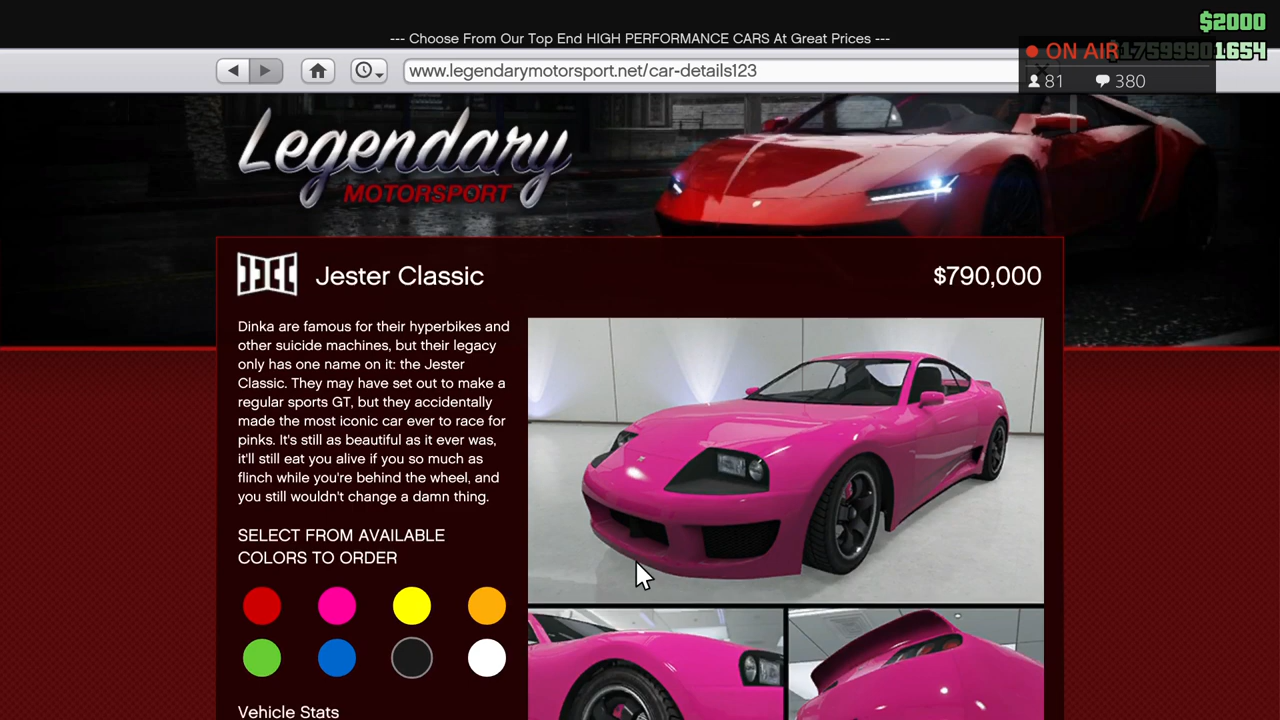 $2000
--- Choose From Our Top End HIGH PERFORMANCE CARS At Great Prices ---
ON AIR
www.legendarymotorsport.net/car-details123
81 380
Legendary
MOTORSPORT
Jester Classic
$790,000
Dinka are famous for their hyperbikes and
other suicide machines, but their legacy
only has one name on it: the Jester
Classic. They may have set out to make a
regular sports GT, but they accidentally
made the most iconic car ever to race for
pinks. It's still as beautiful as it ever was,
it'll still eat you alive if you so much as
flinch while you're behind the wheel, and
you still wouldn't change a damn thing.
SELECT FROM AVAILABLE
COLORS TO ORDER
Vehicle Stats